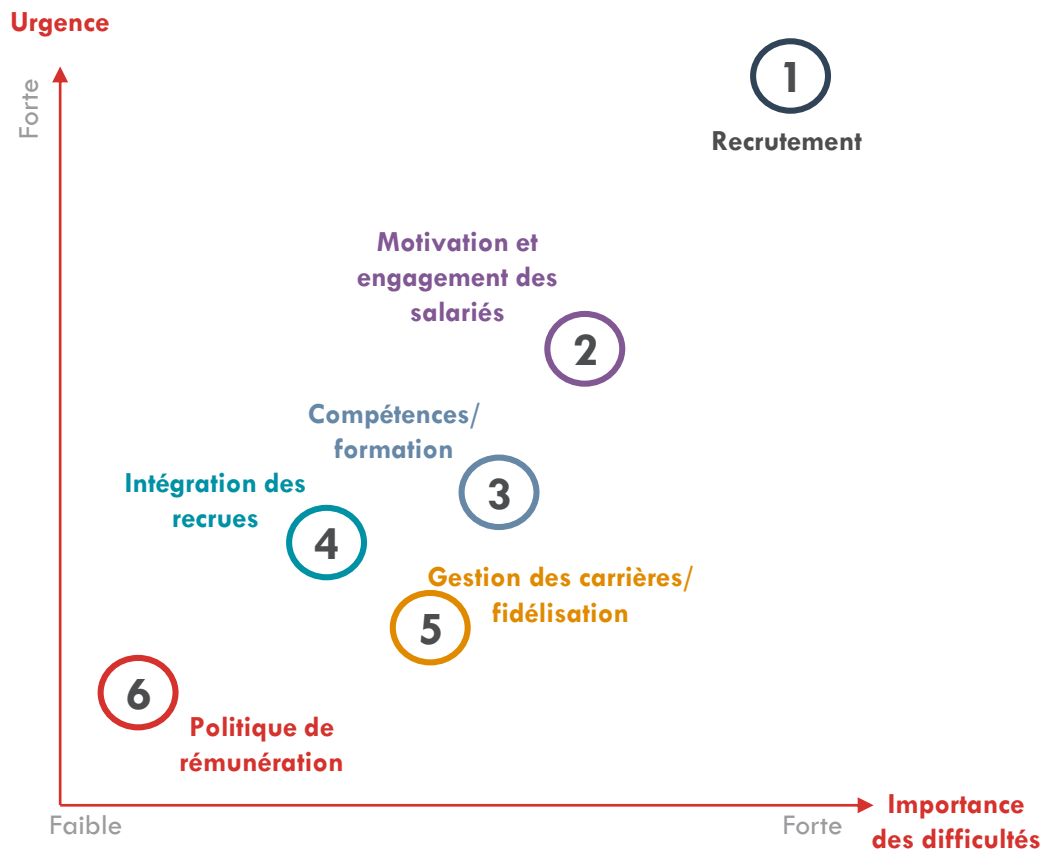 Urgence
Forte
1
Recrutement
Motivation et
engagement des
salariés
2
Compétences/
formation
3
Intégration des
recrues
4
Gestion des carrières/
fidélisation
5
6
Politique de
rémunération
Faible
Forte
Importance
des difficultés